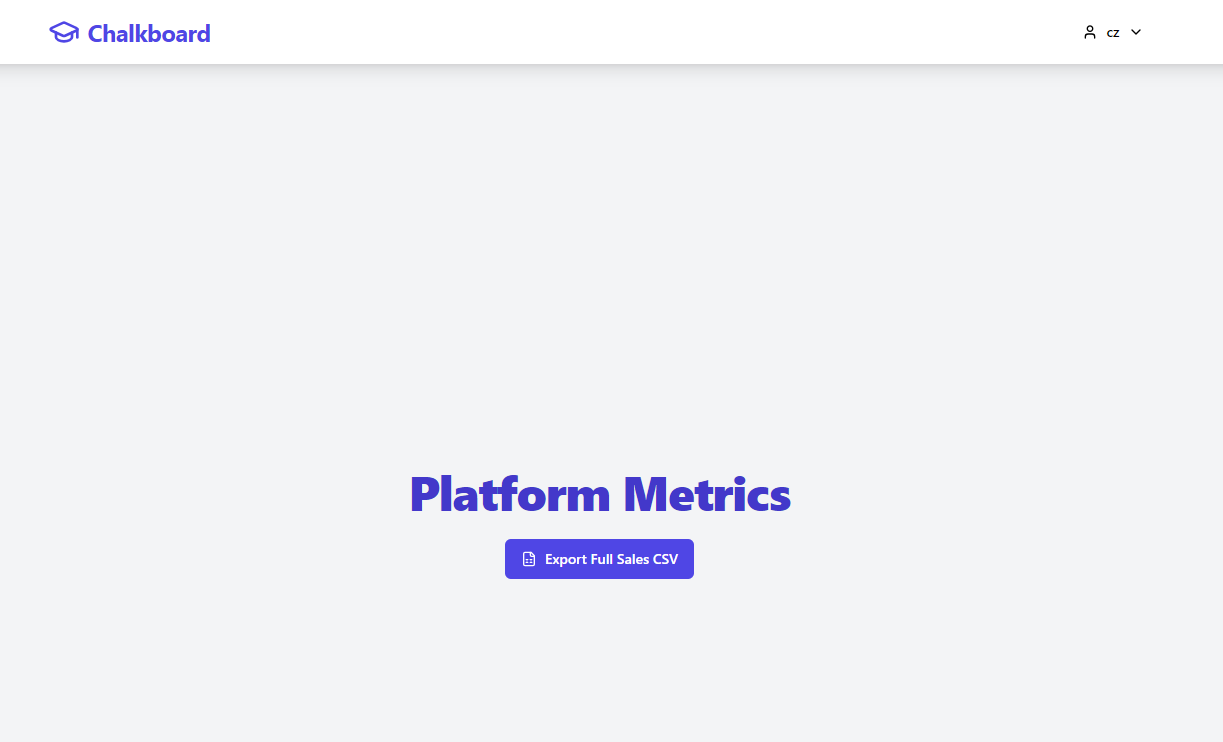 Chalkboard
cz
Platform Metrics
Export Full Sales CSV